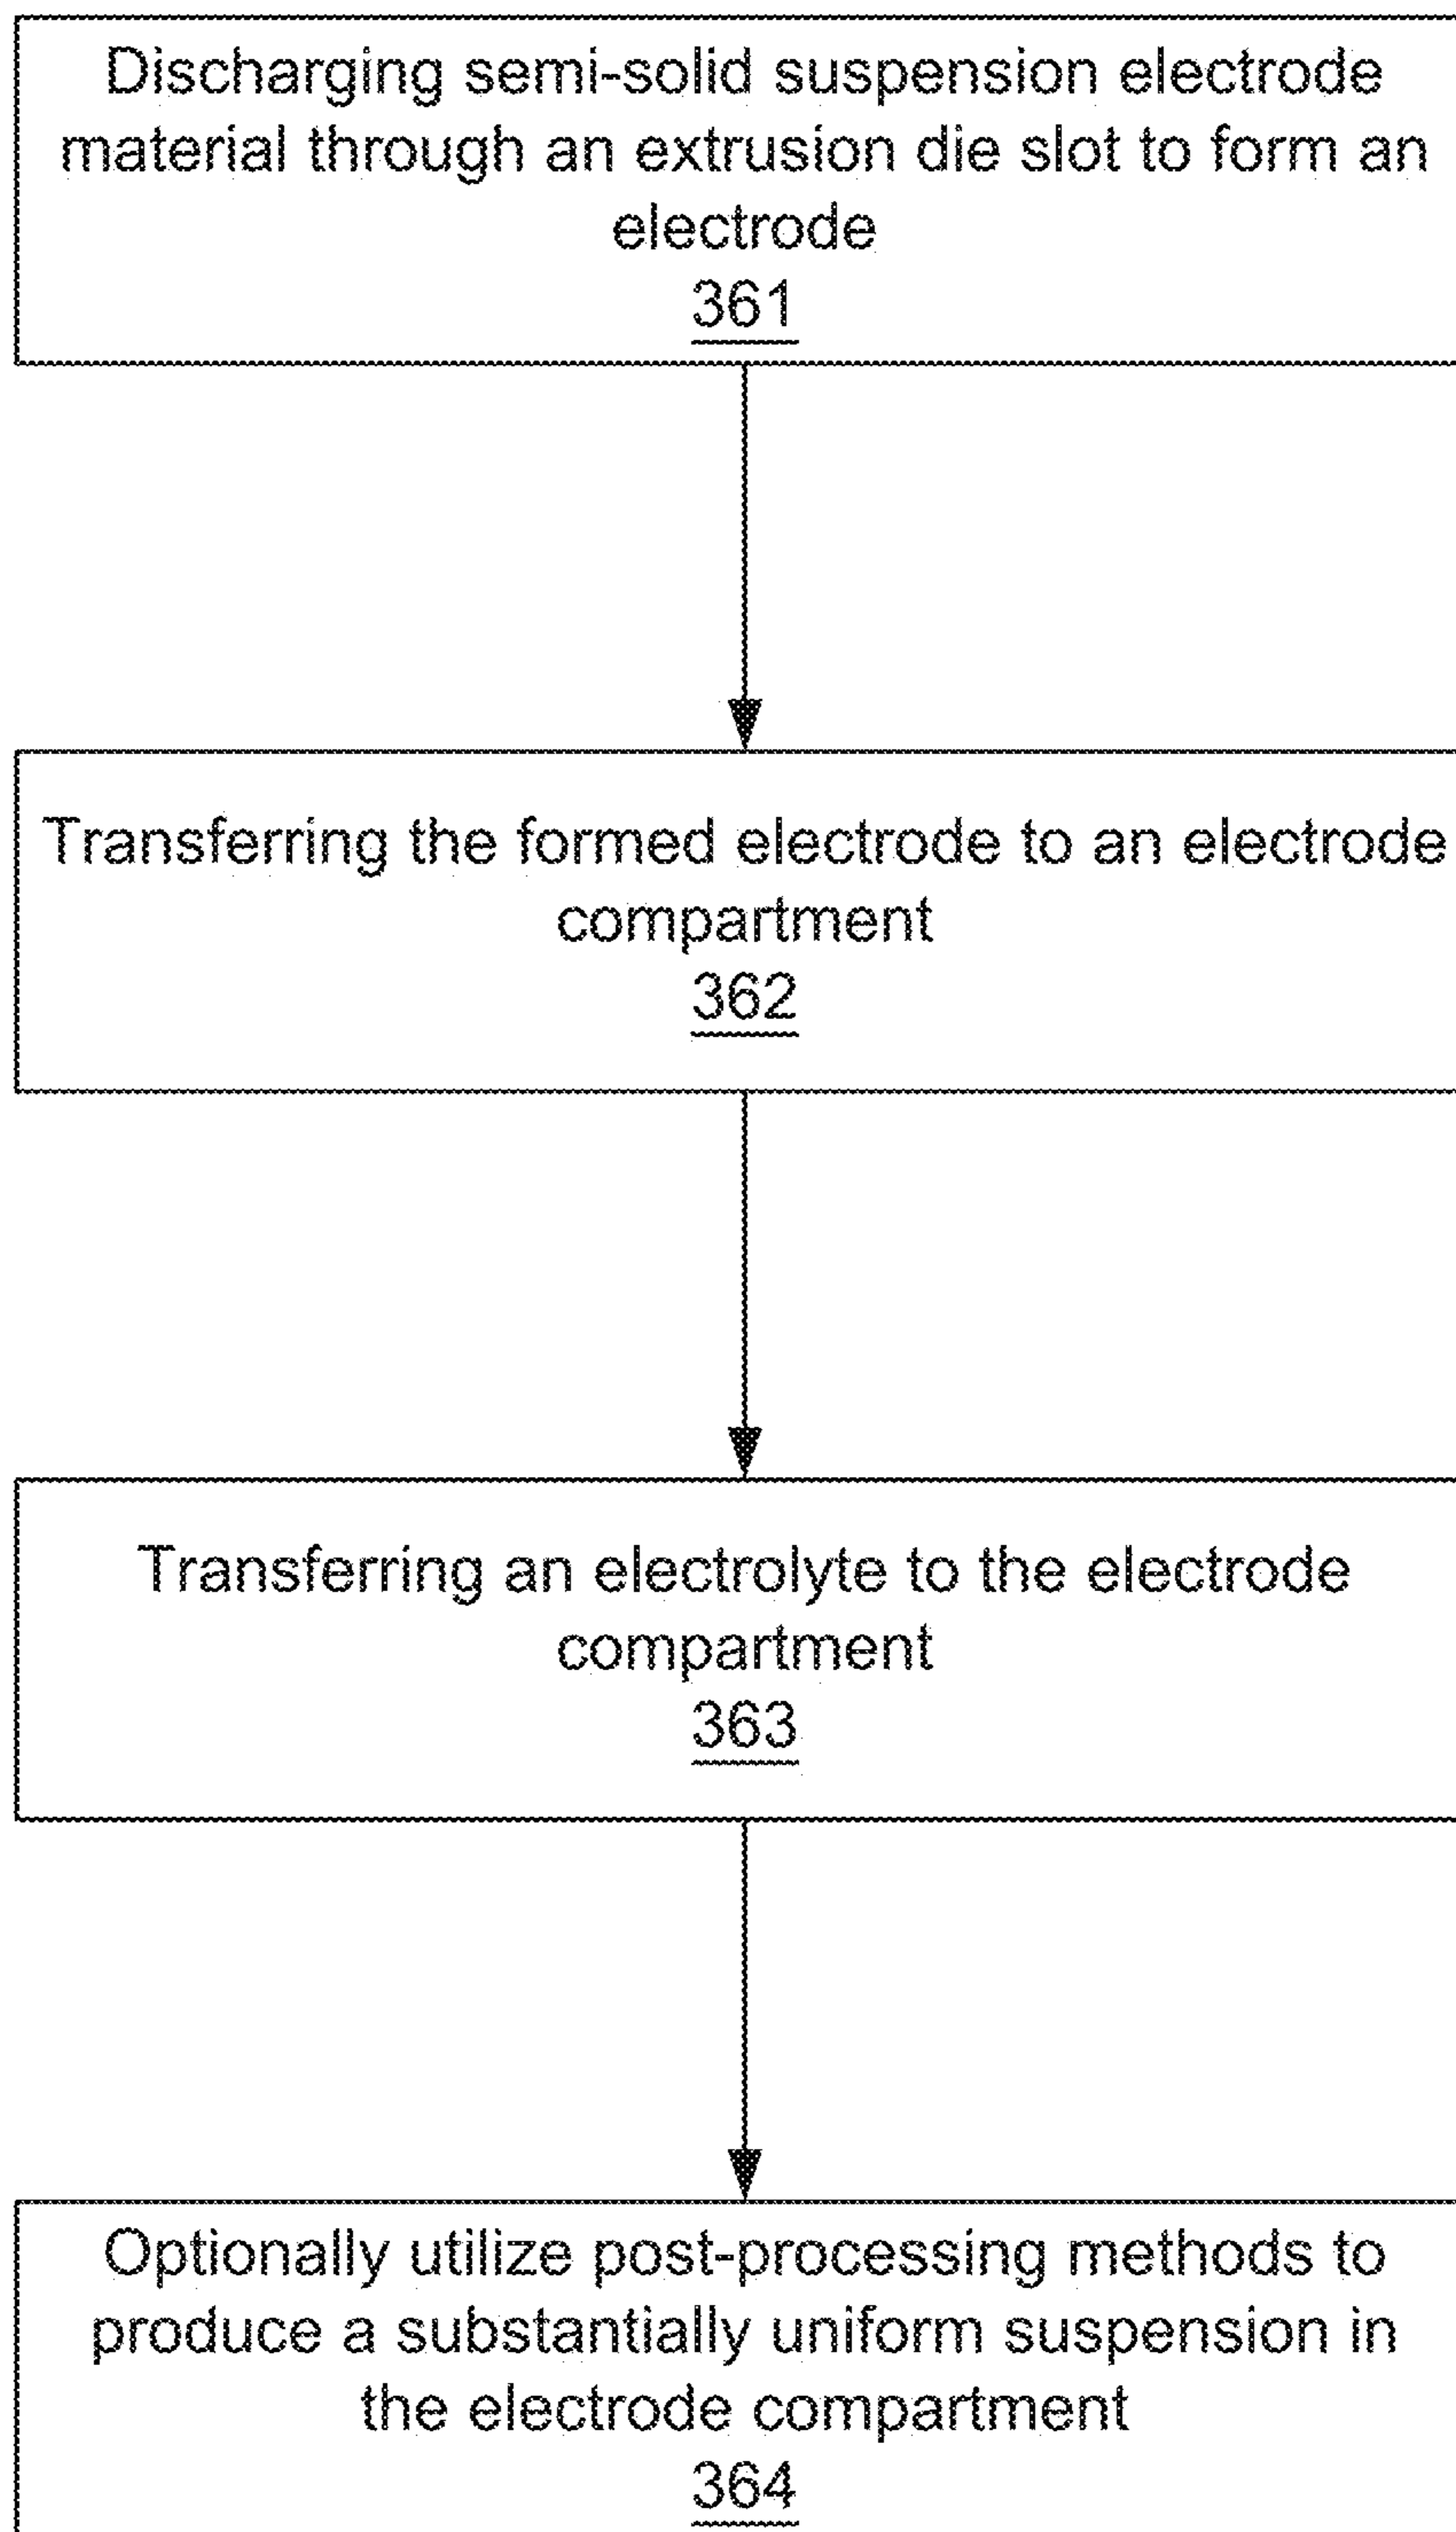 Discharging semi-solid suspension electrode
material through an extrusion die slot to form an
electrode
361
Transferring the formed electrode to an electrode
compartment
362
Transferring an electrolyte to the electrode
compartment
363
Optionally utilize post-processing methods to
produce a substantially uniform suspension in
the electrode compartment
364